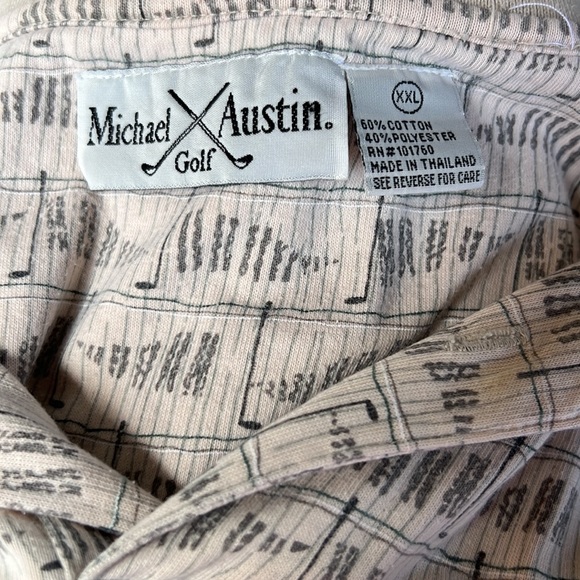 Michael Austin.
Golf
XXL
60% COTTON
40% POLYESTER
RN# 101760
MADE IN THAILAND
SEE REVERSE FOR CARE